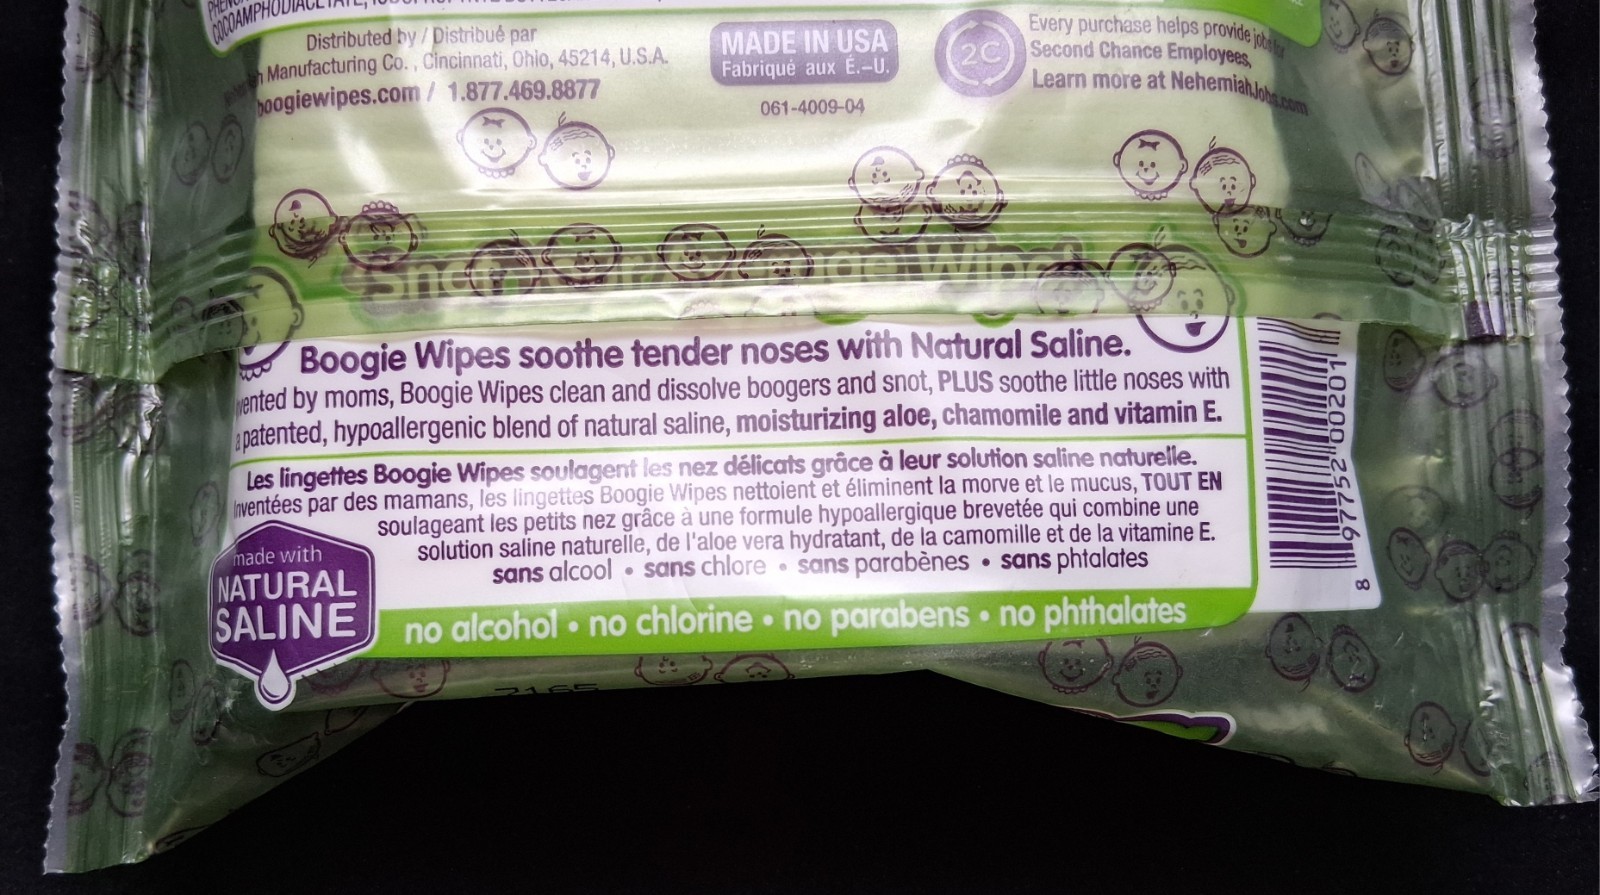 COCOAMPHODIACETATE,
Distributed by / Distribué par
Manufacturing Co. , Cincinnati, Ohio, 45214, U.S.A.
boogiewipes.com / 1.877.469.8877
MADE IN USA
Fabriqué aux É.-U.
061-4009-04
2C
Every purchase helps provide jobs for
Second Chance Employees,
Learn more at NehemiahJobs.com
Boogie Wipes soothe tender noses with Natural Saline.
Invented by moms, Boogie Wipes clean and dissolve boogers and snot, PLUS soothe little noses with
a patented, hypoallergenic blend of natural saline, moisturizing aloe, chamomile and vitamin E.
Les lingettes Boogie Wipes soulagent les nez délicats grâce à leur solution saline naturelle.
Inventées par des mamans, les lingettes Boogie Wipes nettoient et éliminent la morve et le mucus, TOUT EN
soulageant les petits nez grâce à une formule hypoallergique brevetée qui combine une
solution saline naturelle, de l'aloe vera hydratant, de la camomille et de la vitamine E.
sans alcool • sans chlore • sans parabènes • sans phtalates
made with
NATURAL
SALINE
no alcohol • no chlorine • no parabens • no phthalates
8 97752 00201